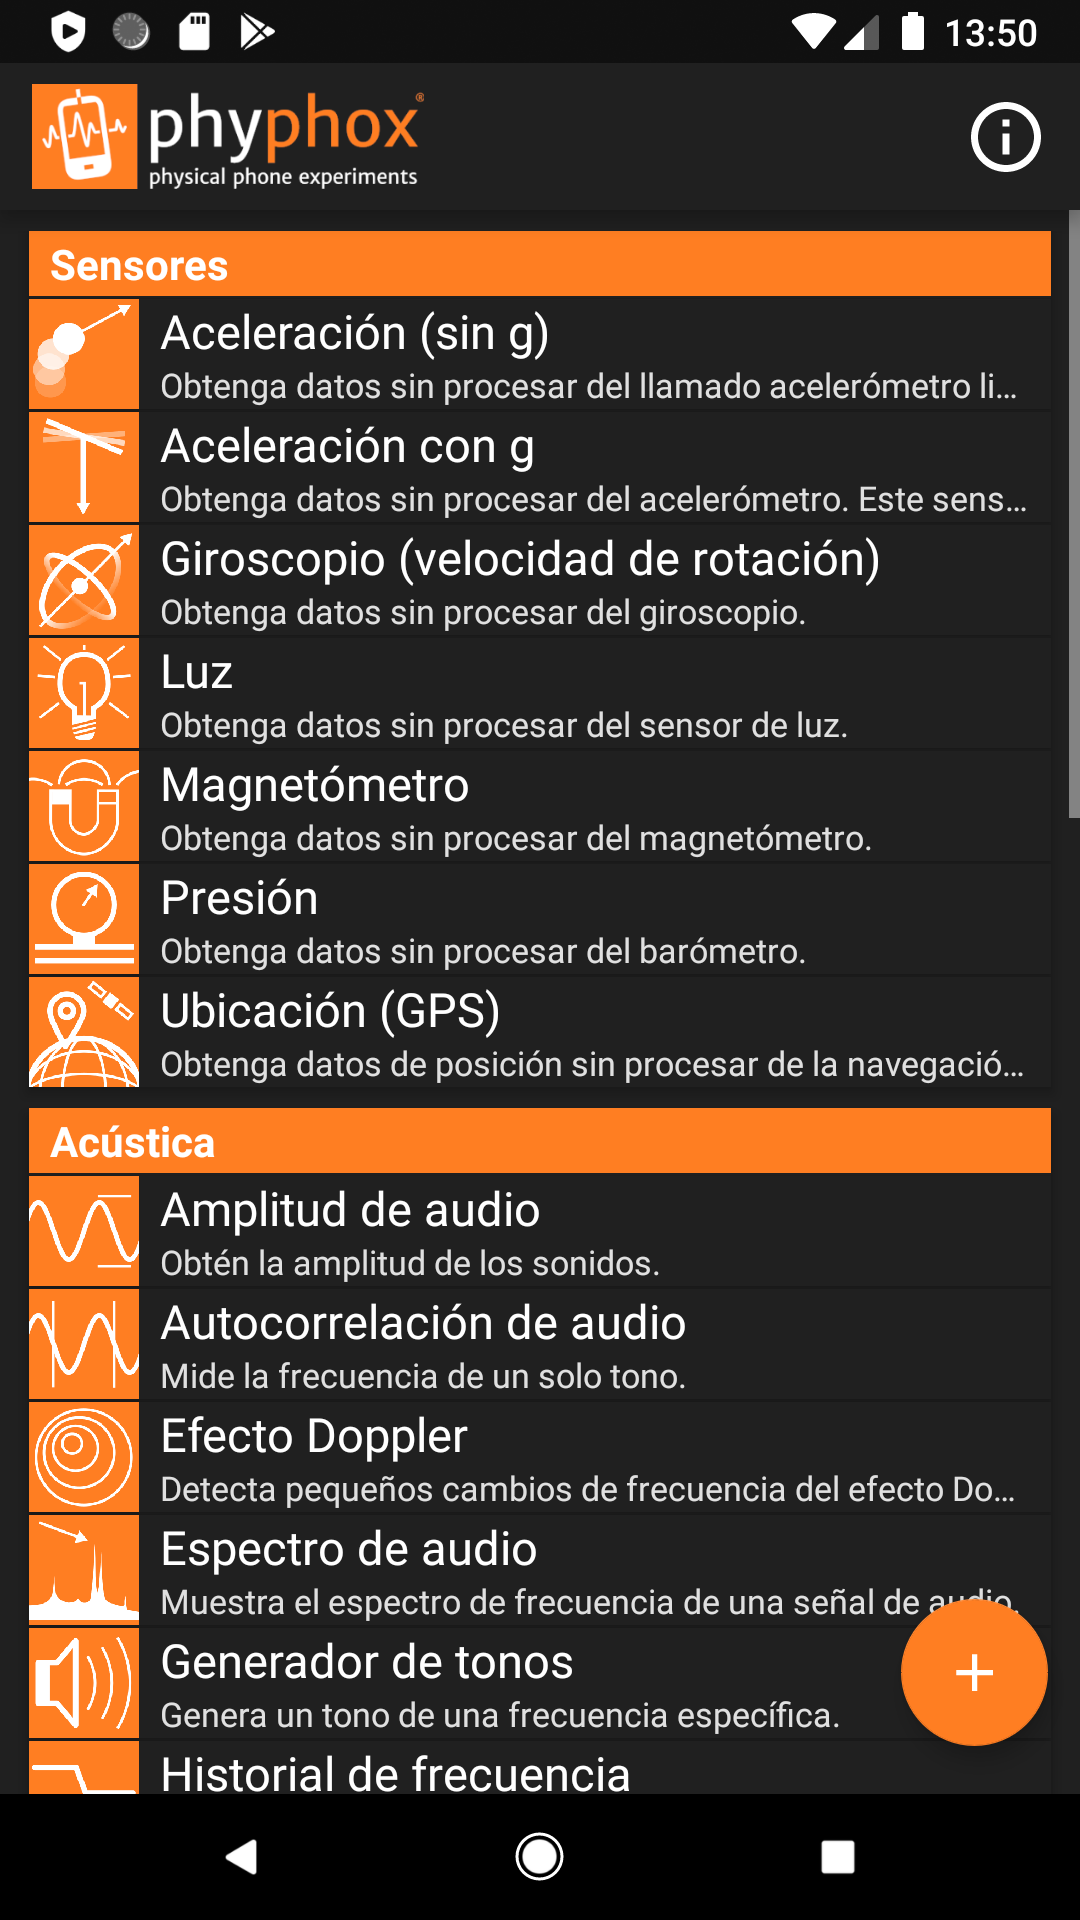 13:50
phyphox®
physical phone experiments
Sensores
Aceleración (sin g)
Obtenga datos sin procesar del llamado acelerómetro li…
Aceleración con g
Obtenga datos sin procesar del acelerómetro. Este sens…
Giroscopio (velocidad de rotación)
Obtenga datos sin procesar del giroscopio.
Luz
Obtenga datos sin procesar del sensor de luz.
Magnetómetro
Obtenga datos sin procesar del magnetómetro.
Presión
Obtenga datos sin procesar del barómetro.
Ubicación (GPS)
Obtenga datos de posición sin procesar de la navegació…
Acústica
Amplitud de audio
Obtén la amplitud de los sonidos.
Autocorrelación de audio
Mide la frecuencia de un solo tono.
Efecto Doppler
Detecta pequeños cambios de frecuencia del efecto Do…
Espectro de audio
Muestra el espectro de frecuencia de una señal de audio.
Generador de tonos
Genera un tono de una frecuencia específica.
Historial de frecuencia